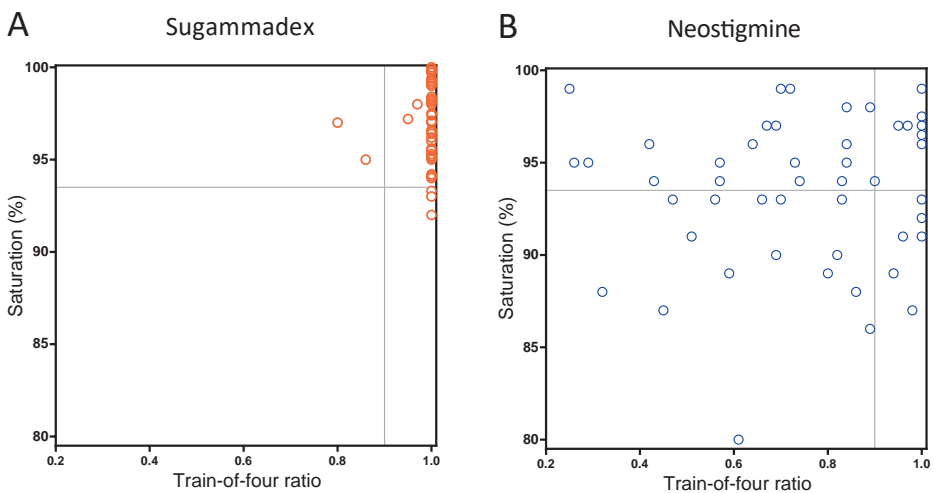 A
Sugammadex
100
95
90
85
80
Saturation (%)
0.2
0.4
0.6
0.8
1.0
Train-of-four ratio
B
Neostigmine
100
95
90
85
80
Saturation (%)
0.2
0.4
0.6
0.8
1.0
Train-of-four ratio